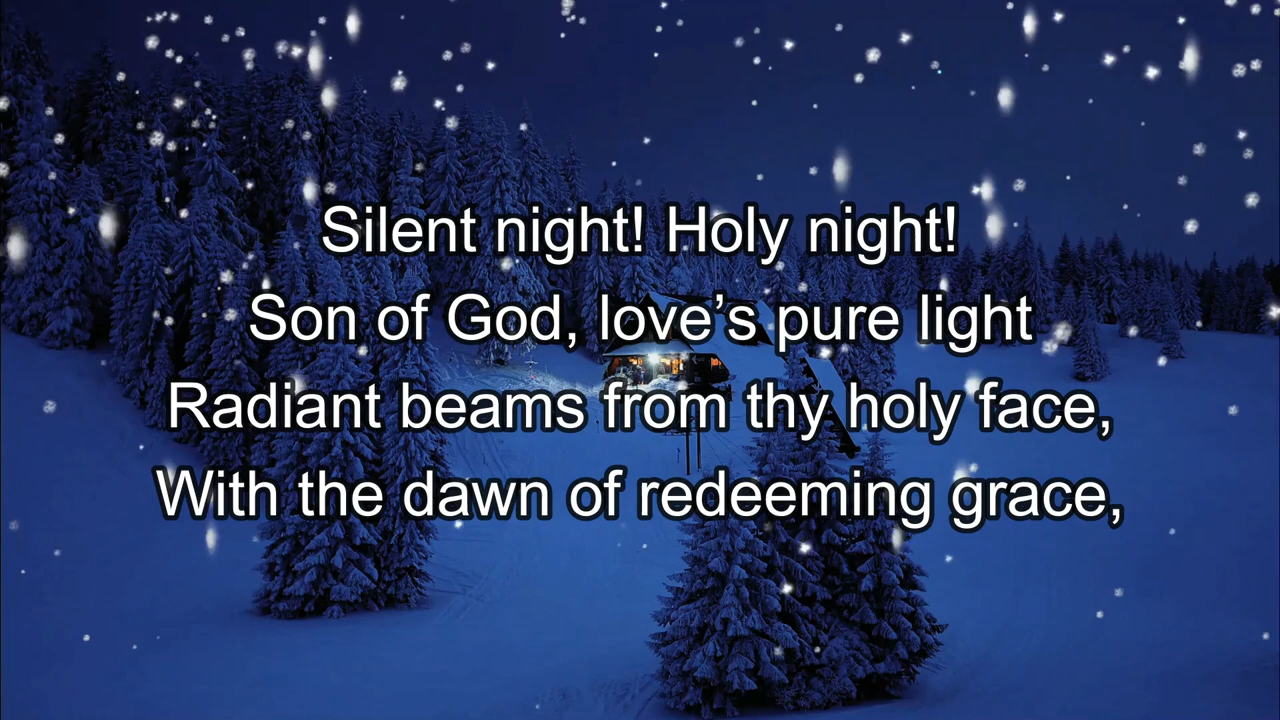 Silent night! Holy night!
Son of God, love’s pure light
Radiant beams from thy holy face,
With the dawn of redeeming grace,